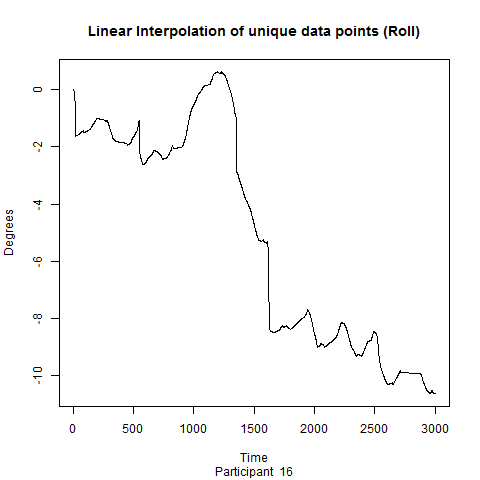 Linear Interpolation of unique data points (Roll)
Degrees
0
-2
-4
-6
-8
-10
0 500 1000 1500 2000 2500 3000
Time
Participant 16